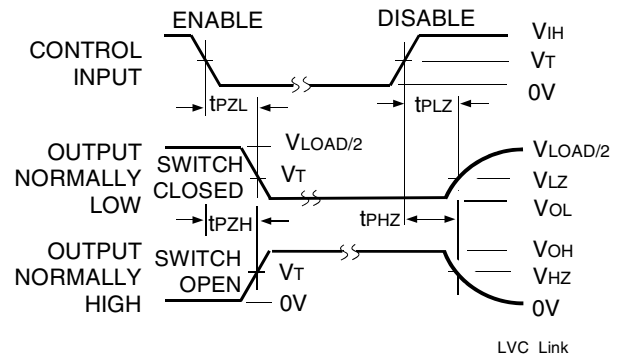 ENABLE DISABLE
CONTROL INPUT VIH
VT
0V
tPZL tPLZ
OUTPUT NORMALLY LOW SWITCH CLOSED VLOAD/2 VLOAD/2
VT VLZ
VOL
tPZH tPHZ
OUTPUT NORMALLY HIGH SWITCH OPEN VOH
VT VHZ
0V 0V
LVC Link